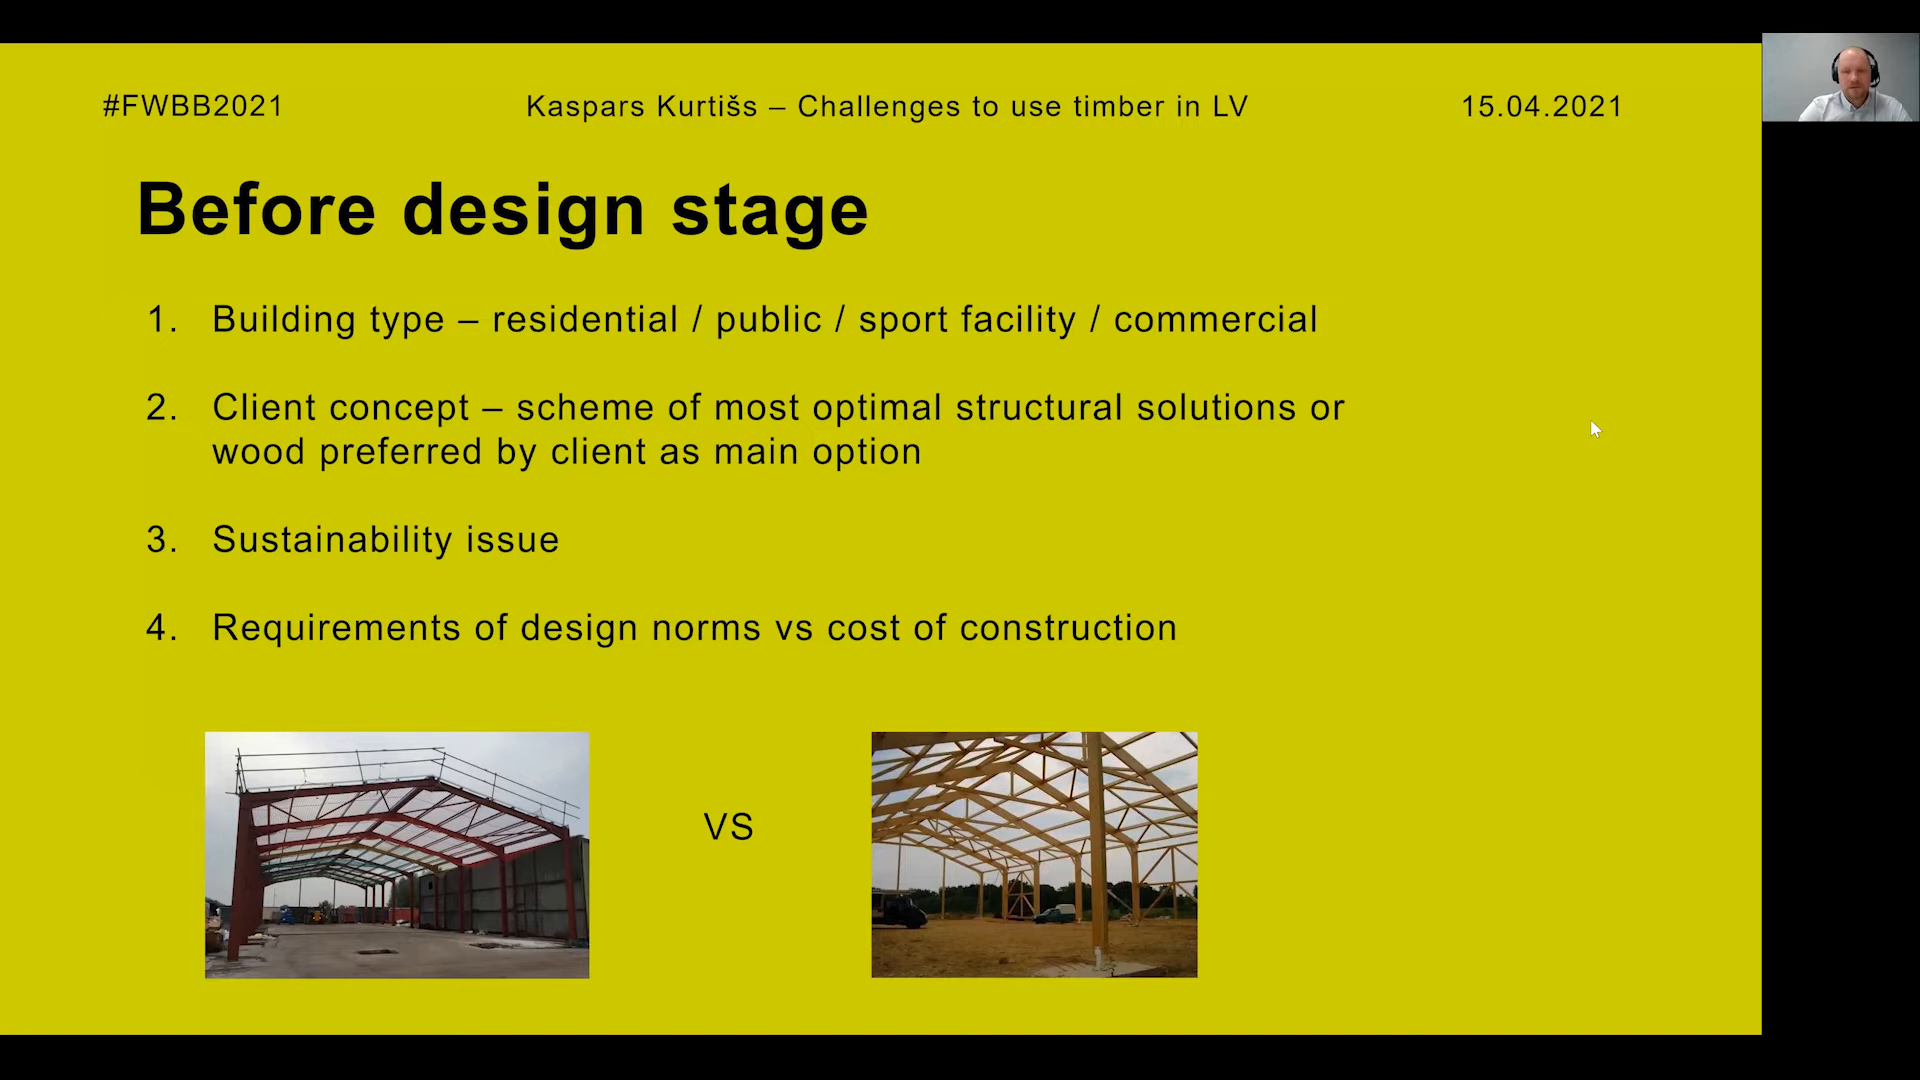 #FWBB2021
Kaspars Kurtišs – Challenges to use timber in LV
15.04.2021
Before design stage
1. Building type – residential / public / sport facility / commercial
2. Client concept – scheme of most optimal structural solutions or
wood preferred by client as main option
3. Sustainability issue
4. Requirements of design norms vs cost of construction
VS